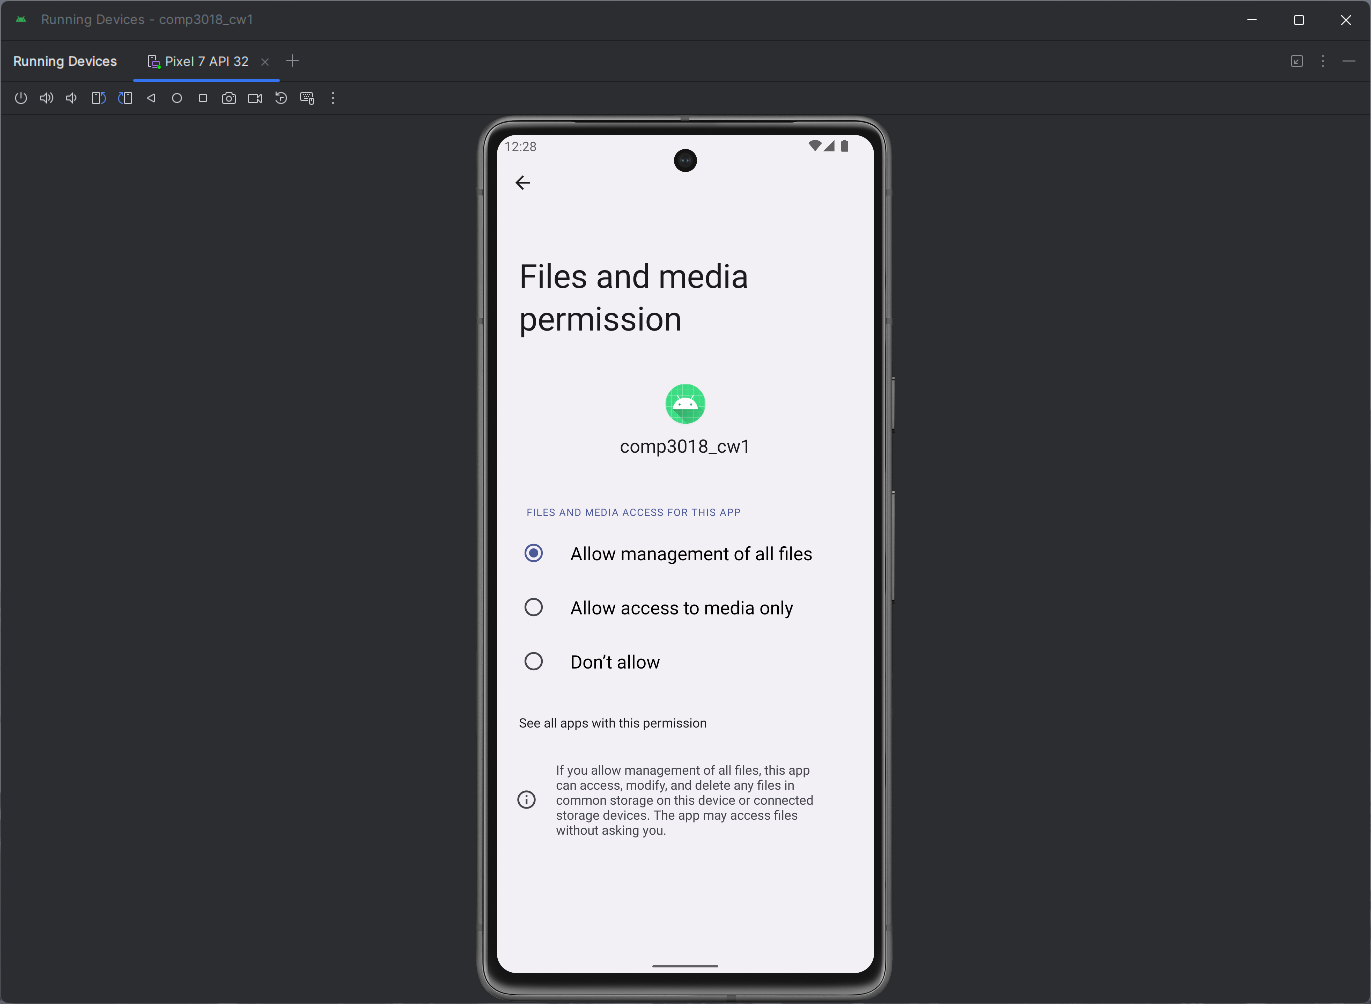 Running Devices - comp3018_cw1
Running Devices
Pixel 7 API 32
12:28
Files and media
permission
comp3018_cw1
FILES AND MEDIA ACCESS FOR THIS APP
Allow management of all files
Allow access to media only
Don’t allow
See all apps with this permission
If you allow management of all files, this app
can access, modify, and delete any files in
common storage on this device or connected
storage devices. The app may access files
without asking you.